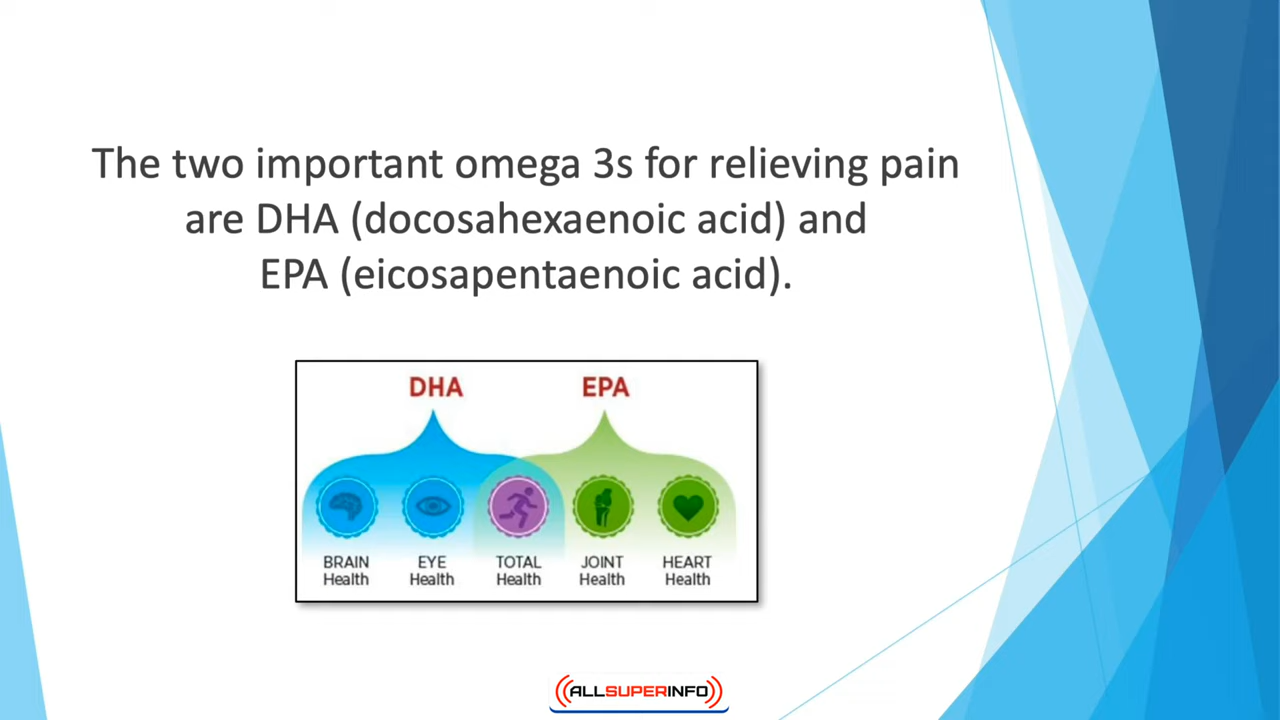 The two important omega 3s for relieving pain
are DHA (docosahexaenoic acid) and
EPA (eicosapentaenoic acid).
DHA EPA
BRAIN Health
EYE Health
TOTAL Health
JOINT Health
HEART Health
ALLSUPERINFO